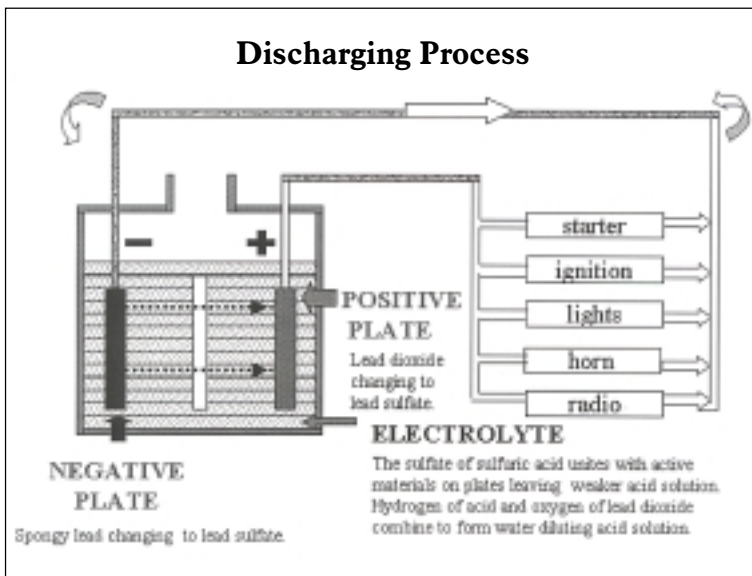 Discharging Process
− +
starter
ignition
lights
horn
radio
POSITIVE
PLATE
Lead dioxide
changing to
lead sulfate.
ELECTROLYTE
The sulfate of sulfuric acid unites with active
materials on plates leaving weaker acid solution.
Hydrogen of acid and oxygen of lead dioxide
combine to form water diluting acid solution.
NEGATIVE
PLATE
Spongy lead changing to lead sulfate.